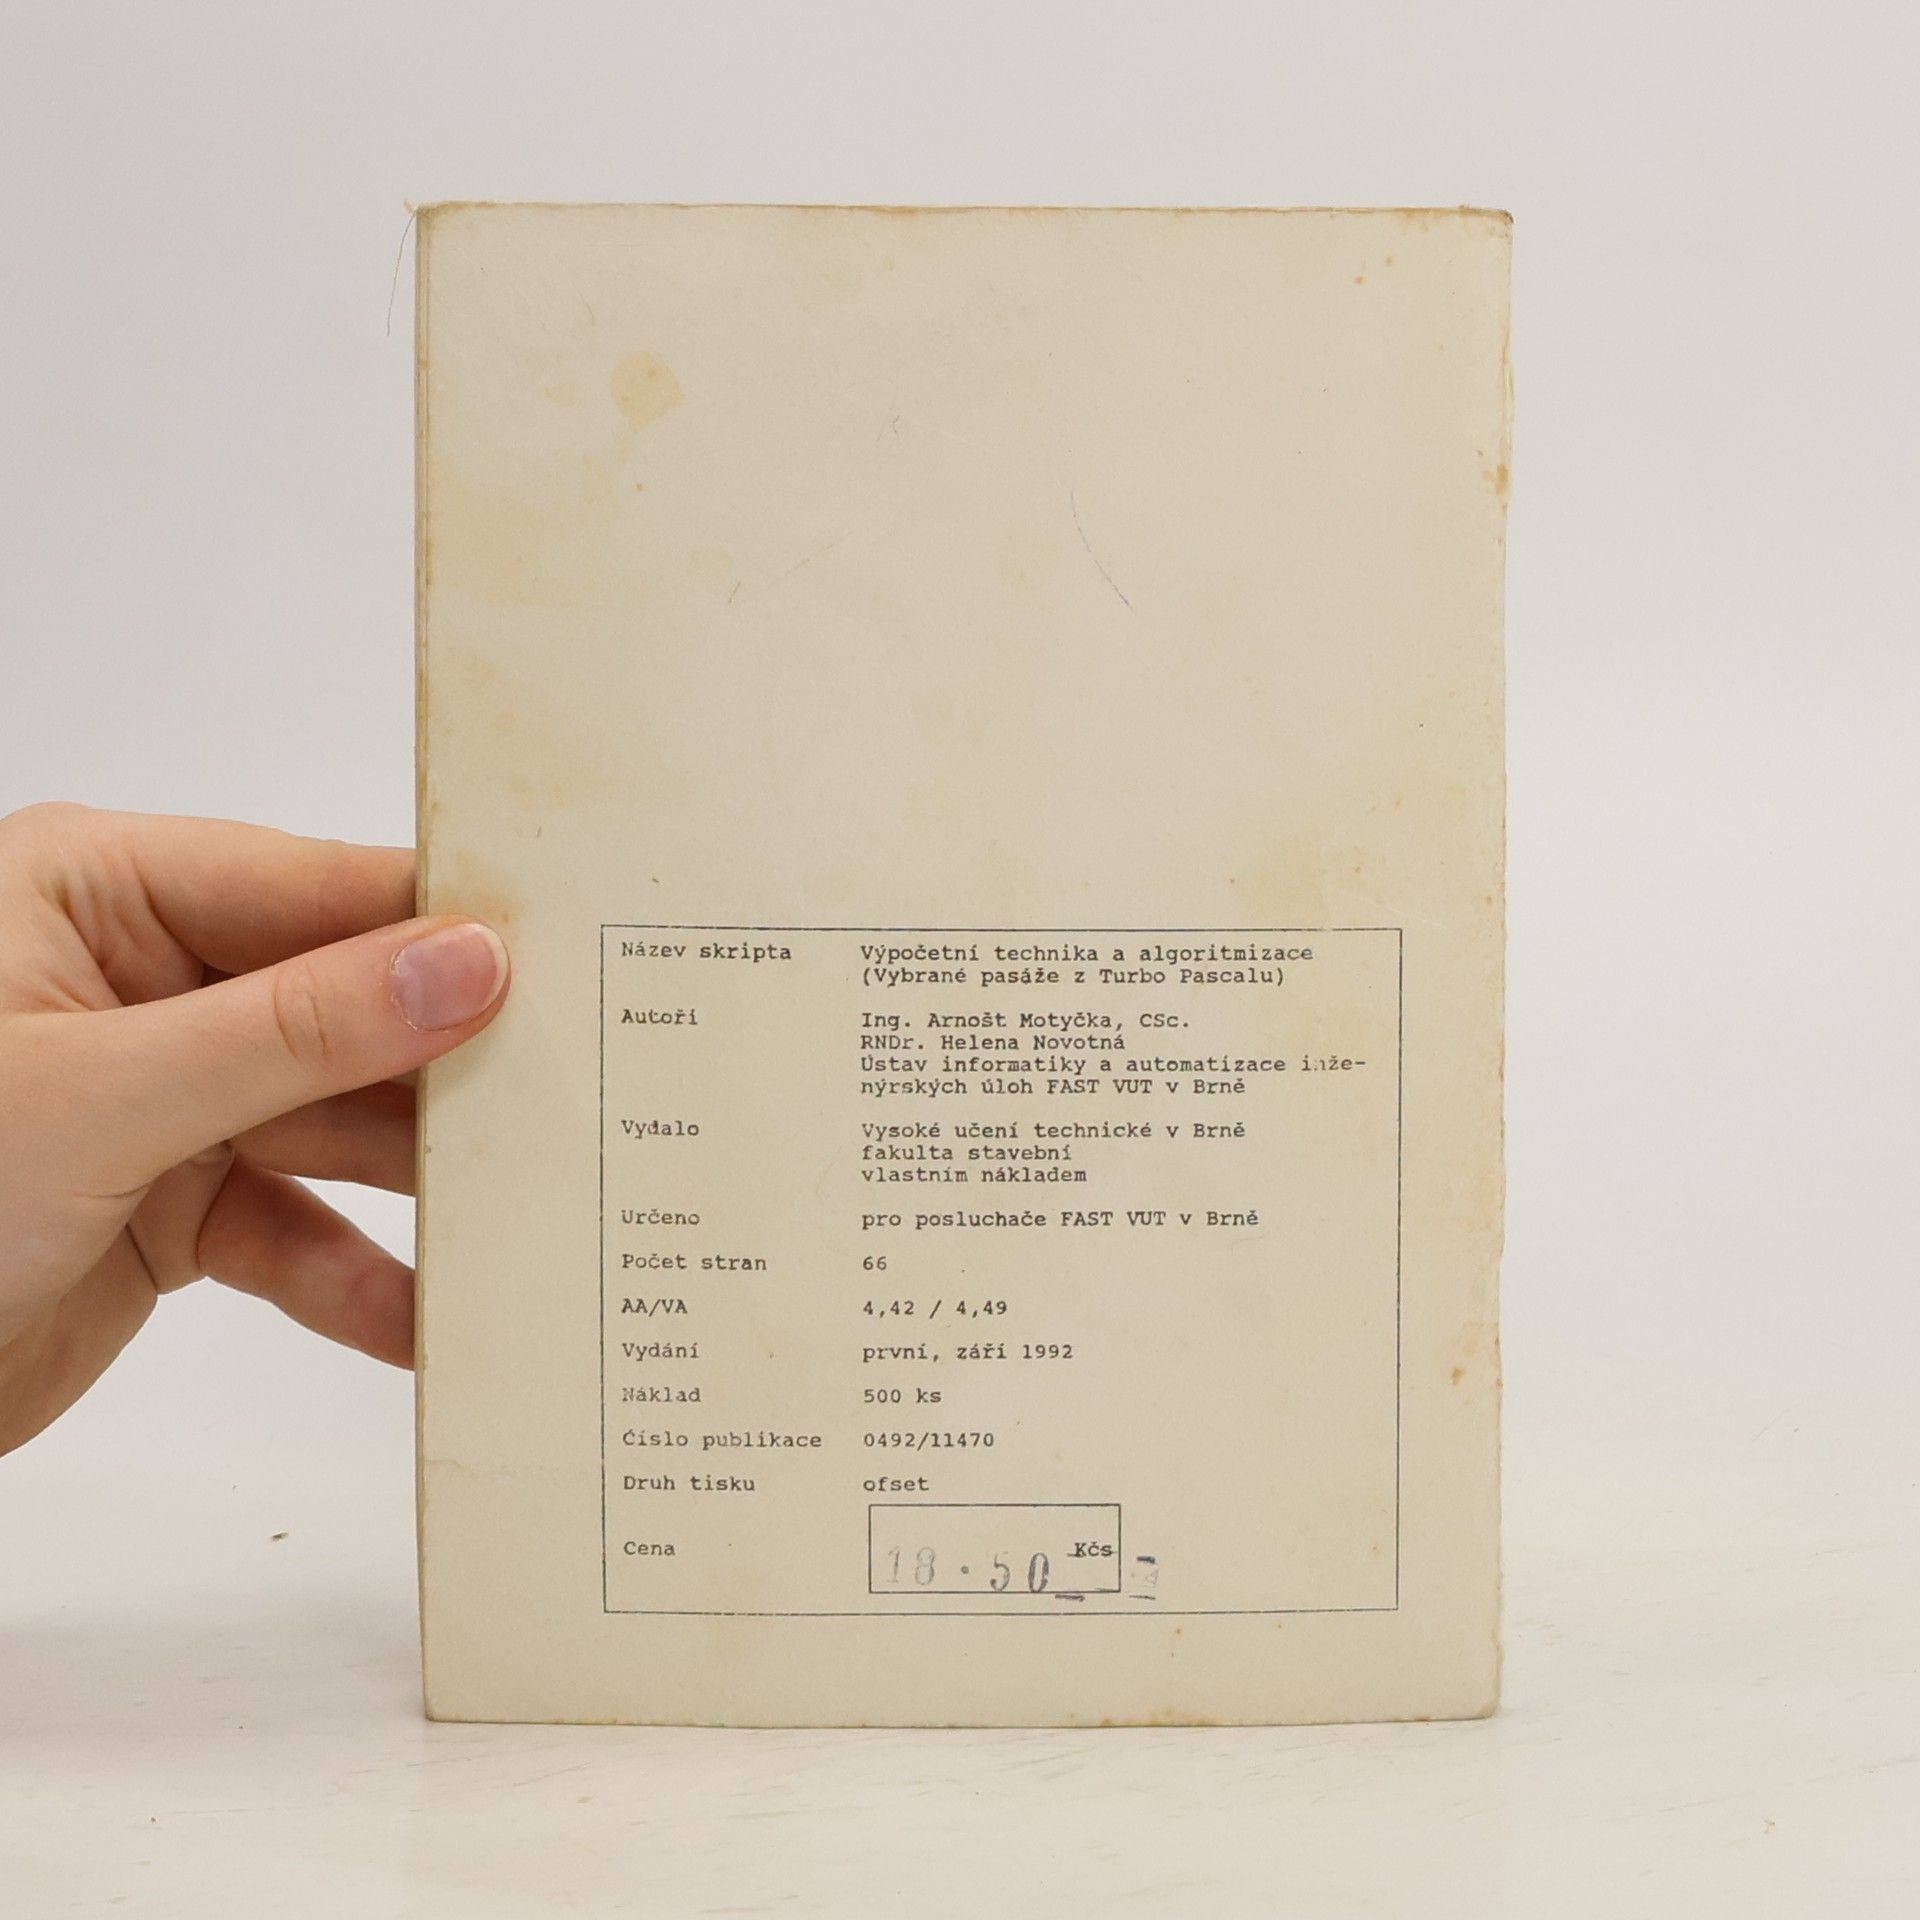 Název skripta Výpočetní technika a algoritmizace
(Vybrané pasáže z Turbo Pascalu)
Autoři Ing. Arnošt Motyčka, CSc.
RNDr. Helena Novotná
Ústav informatiky a automatizace inže-
nýrských úloh FAST VUT v Brně
Vydalo Vysoké učení technické v Brně
fakulta stavební
vlastním nákladem
Určeno pro posluchače FAST VUT v Brně
Počet stran 66
AA/VA 4,42 / 4,49
Vydání první, září 1992
Náklad 500 ks
Číslo publikace 0492/11470
Druh tisku ofset
Cena 18.50 Kčs